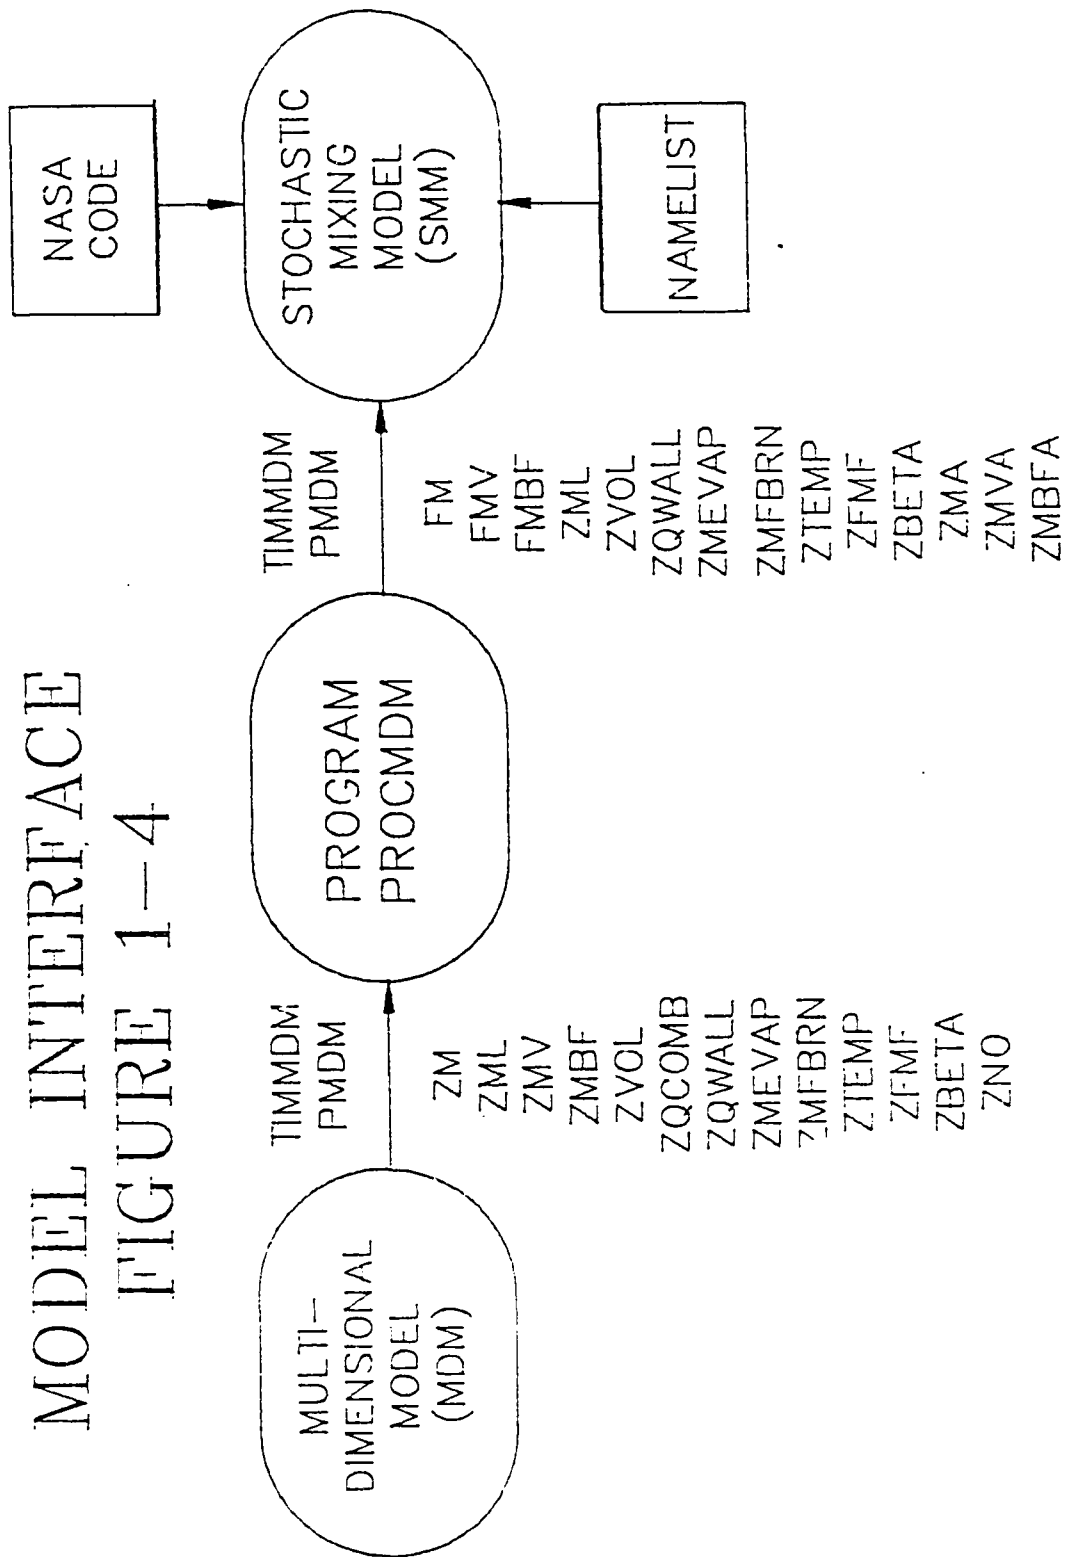 MODEL INTERFACE
FIGURE 1-4
MULTI-
DIMENSIONAL
MODEL
(MDM)
TIMMDM
PMDM
ZM
ZML
ZMV
ZMBF
ZVOL
ZQCOMB
ZQWALL
ZMEVAP
ZMFBRN
ZTEMP
ZFMF
ZBETA
ZNO
PROGRAM
PROCMDM
TIMMDM
PMDM
FM
FMV
FMBF
ZML
ZVOL
ZQWALL
ZMEVAP
ZMFBRN
ZTEMP
ZFMF
ZBETA
ZMA
ZMVA
ZMBFA
NASA
CODE
STOCHASTIC
MIXING
MODEL
(SMM)
NAMELIST